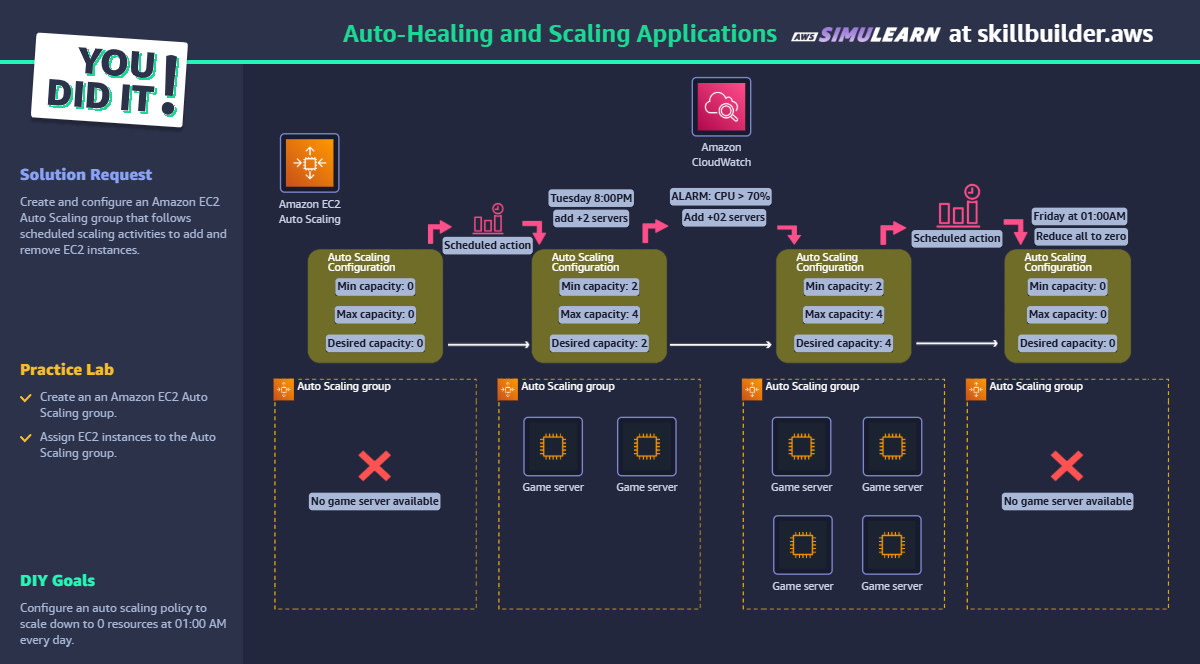 Auto-Healing and Scaling Applications aws SIMULEARN at skillbuilder.aws
YOU
DID IT!
Solution Request
Create and configure an Amazon EC2
Auto Scaling group that follows
scheduled scaling activities to add and
remove EC2 instances.
Practice Lab
Create an an Amazon EC2 Auto
Scaling group.
Assign EC2 instances to the Auto
Scaling group.
DIY Goals
Configure an auto scaling policy to
scale down to 0 resources at 01:00 AM
every day.
Amazon EC2
Auto Scaling
Amazon
CloudWatch
Scheduled action
Tuesday 8:00PM
add +2 servers
ALARM: CPU > 70%
Add +02 servers
Scheduled action
Friday at 01:00AM
Reduce all to zero
Auto Scaling
Configuration
Min capacity: 0
Max capacity: 0
Desired capacity: 0
Auto Scaling
Configuration
Min capacity: 2
Max capacity: 4
Desired capacity: 2
Auto Scaling
Configuration
Min capacity: 2
Max capacity: 4
Desired capacity: 4
Auto Scaling
Configuration
Min capacity: 0
Max capacity: 0
Desired capacity: 0
Auto Scaling group
No game server available
Auto Scaling group
Game server
Game server
Auto Scaling group
Game server
Game server
Game server
Game server
Auto Scaling group
No game server available